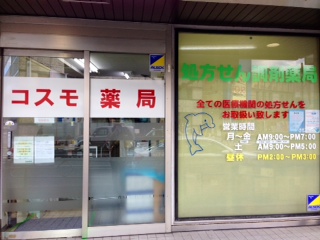 コスモ薬局
処方せん調剤薬局
全ての医療機関の処方せんを
お取扱い致します
営業時間
月〜金 AM9:00〜PM7:00
土 AM9:00〜PM5:00
昼休 PM2:00〜PM3:00